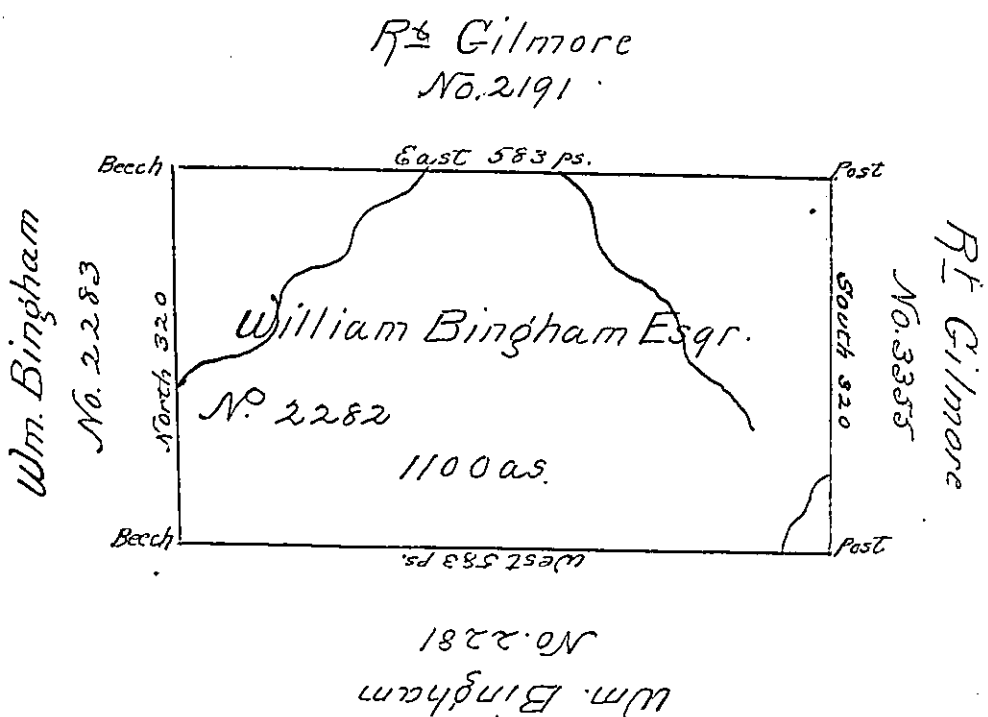 Rt Gilmore
No. 2191
East 583 ps.
Beech
Post
Wm. Bingham
No. 2283
North 320
William Bingham Esqr.
No. 2282
1100 as.
South 320
No. 3355
Rt Gilmore
Beech
Post
West 583 ps.
No. 2281
Wm. Bingham